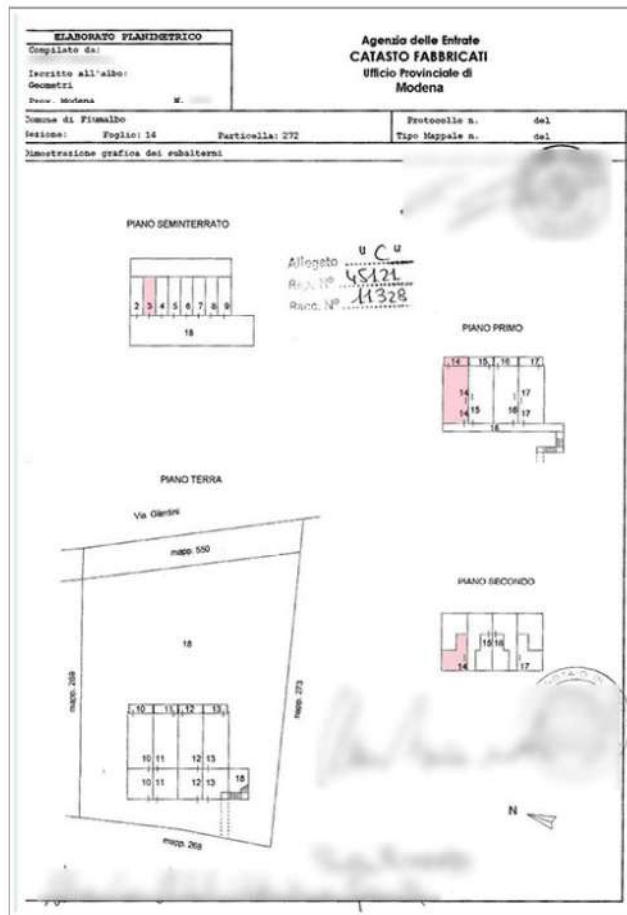 ELABORATO PLANIMETRICO
Compilato da:
Iscritto all'albo:
Geometri
Prov. Modena N.
Agenzia delle Entrate
CATASTO FABBRICATI
Ufficio Provinciale di
Modena
Comune di Fiumalbo
Sezione: Foglio: 14 Particella: 272
Protocollo n. del
Tipo Mappale n. del
Dimostrazione grafica dei subalterni
PIANO SEMINTERRATO
2 3 4 5 6 7 8 9
18
Allegato "C"
Rep. N° 45121
Racc. N° 11328
PIANO PRIMO
14 15 16 17
14 17
14 15 16 17
PIANO TERRA
Via Giardini
mapp. 550
18
mapp. 269
mapp. 273
10 11 12 13
10 11 12 13
10 11 12 13
18
mapp. 268
PIANO SECONDO
15 16
14 17
N